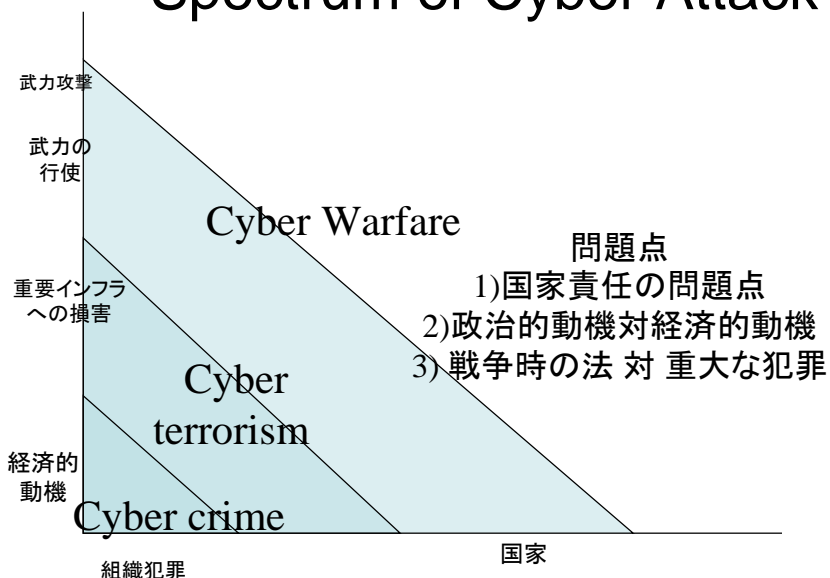 Spectrum of Cyber Attack
武力攻撃
武力の
行使
Cyber Warfare
問題点
1)国家責任の問題点
2)政治的動機対経済的動機
3) 戦争時の法 対 重大な犯罪
重要インフラ
への損害
Cyber
terrorism
経済的
動機
Cyber crime
国家
組織犯罪